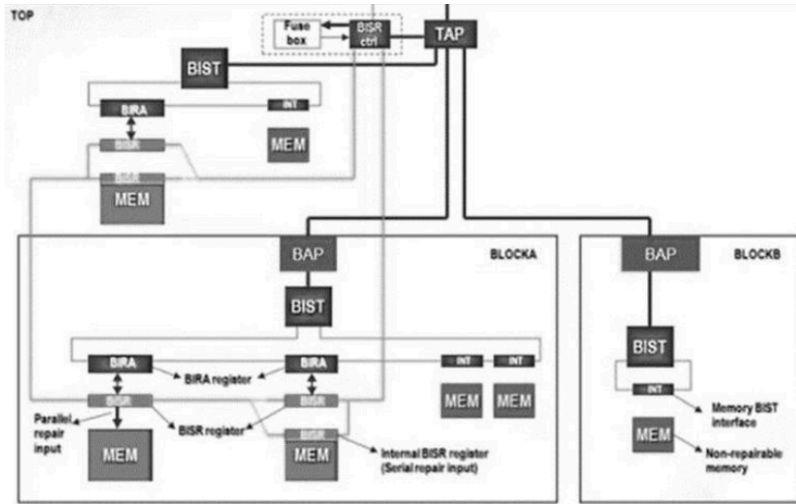 TOP
Fuse
box
BISR
ctrl
TAP
BIST
BIRA
INT
BISR
MEM
BISR
MEM
BAP
BLOCKA
BAP
BLOCKB
BIST
BIST
BIRA
BIRA
INT
INT
BIRA register
INT
BISR
BISR
MEM
MEM
Memory BIST
interface
Parallel
repair
input
BISR register
MEM
BISR
MEM
Internal BISR register
(Serial repair input)
Non-repairable
memory
MEM